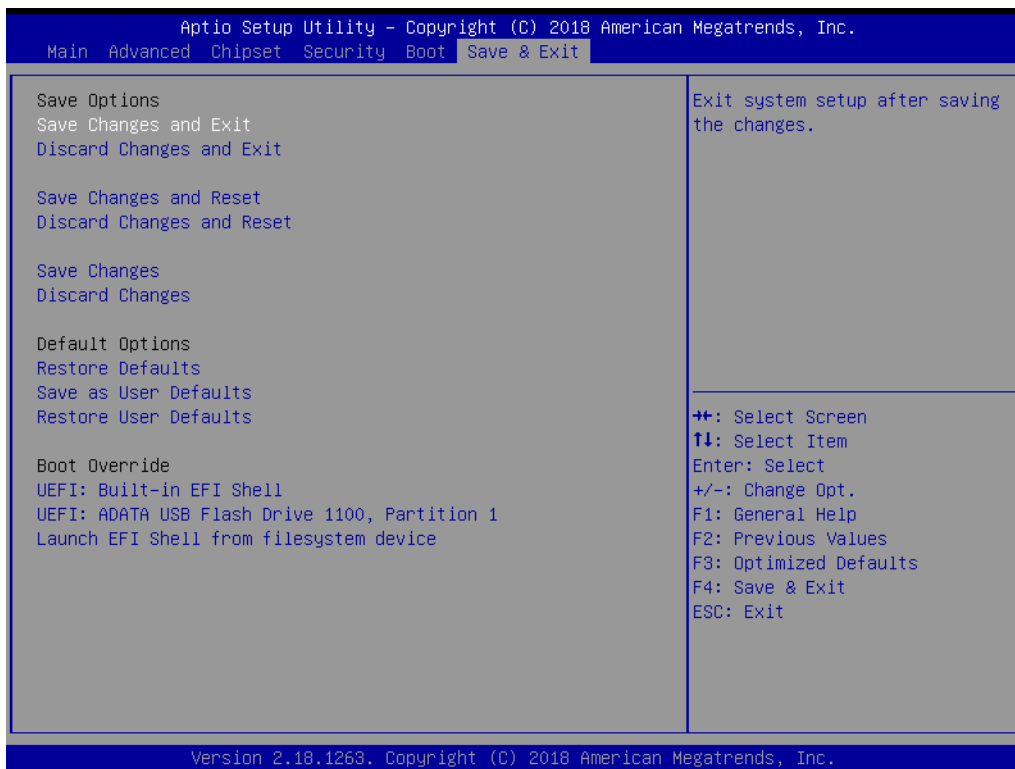 Aptio Setup Utility – Copyright (C) 2018 American Megatrends, Inc.
Main Advanced Chipset Security Boot Save & Exit
Save Options
Save Changes and Exit
Discard Changes and Exit
Save Changes and Reset
Discard Changes and Reset
Save Changes
Discard Changes
Default Options
Restore Defaults
Save as User Defaults
Restore User Defaults
Boot Override
UEFI: Built-in EFI Shell
UEFI: ADATA USB Flash Drive 1100, Partition 1
Launch EFI Shell from filesystem device
Exit system setup after saving
the changes.
→←: Select Screen
↑↓: Select Item
Enter: Select
+/-: Change Opt.
F1: General Help
F2: Previous Values
F3: Optimized Defaults
F4: Save & Exit
ESC: Exit
Version 2.18.1263. Copyright (C) 2018 American Megatrends, Inc.